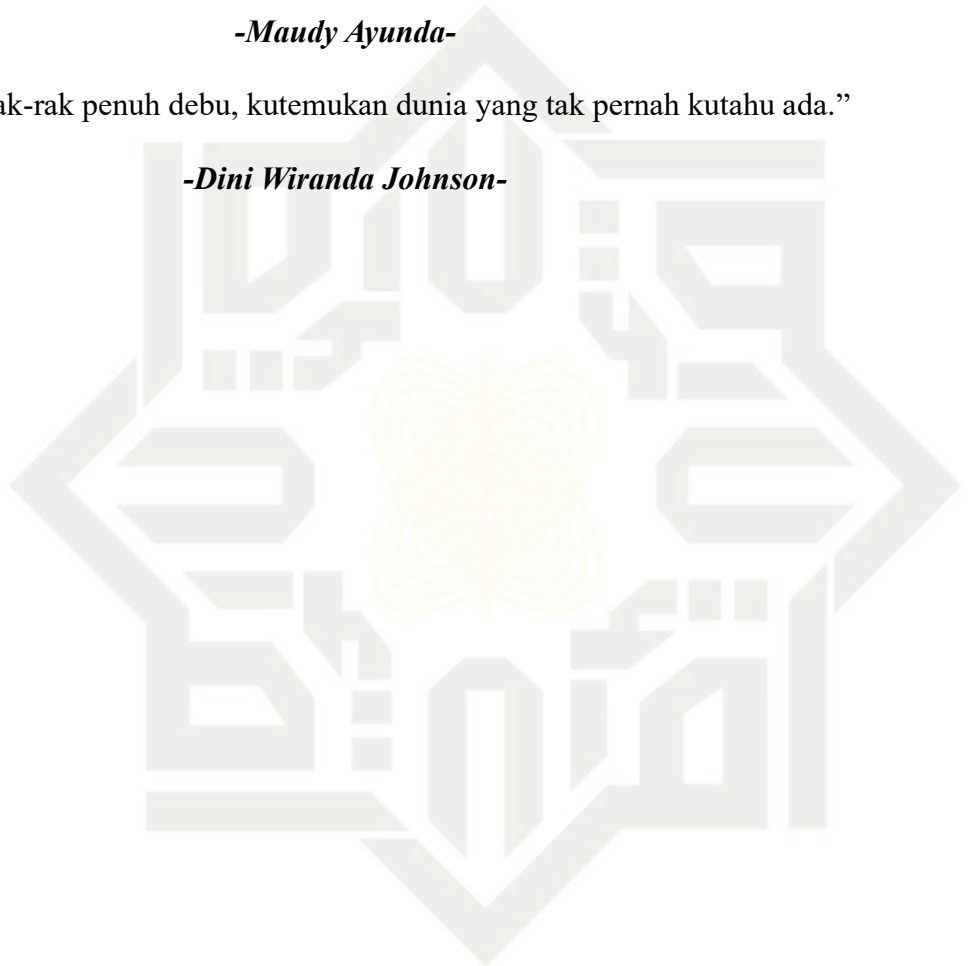 -Maudy Ayunda-
ak-rak penuh debu, kutemukan dunia yang tak pernah kutahu ada.”
-Dini Wiranda Johnson-